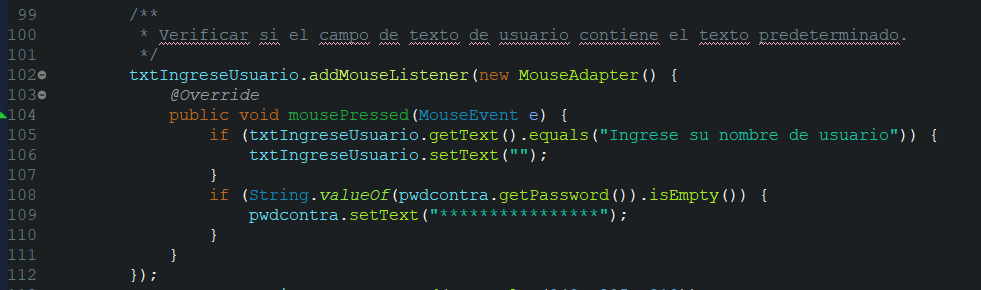 99 /**
100 * Verificar si el campo de texto de usuario contiene el texto predeterminado.
101 */
102 txtIngreseUsuario.addMouseListener(new MouseAdapter() {
103 @Override
104 public void mousePressed(MouseEvent e) {
105 if (txtIngreseUsuario.getText().equals("Ingrese su nombre de usuario")) {
106 txtIngreseUsuario.setText("");
107 }
108 if (String.valueOf(pwdcontra.getPassword()).isEmpty()) {
109 pwdcontra.setText("****************");
110 }
111 }
112 });